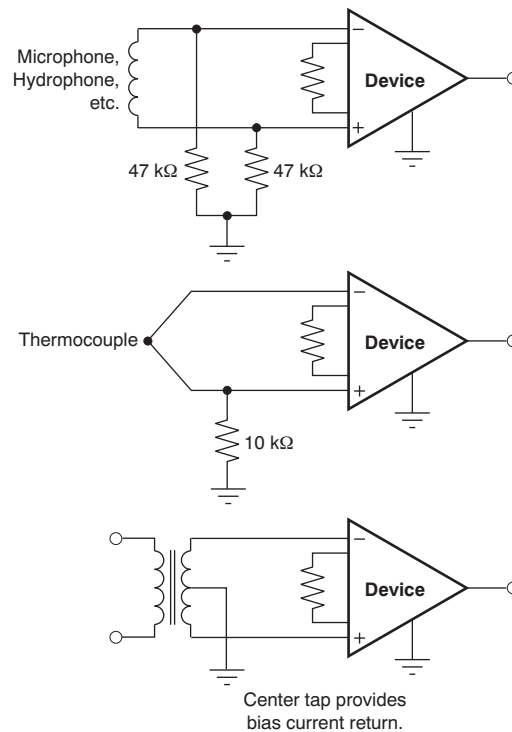 Microphone,
Hydrophone,
etc.
−
Device
+
47 kΩ 47 kΩ
−
Thermocouple
Device
+
10 kΩ
−
Device
+
Center tap provides
bias current return.